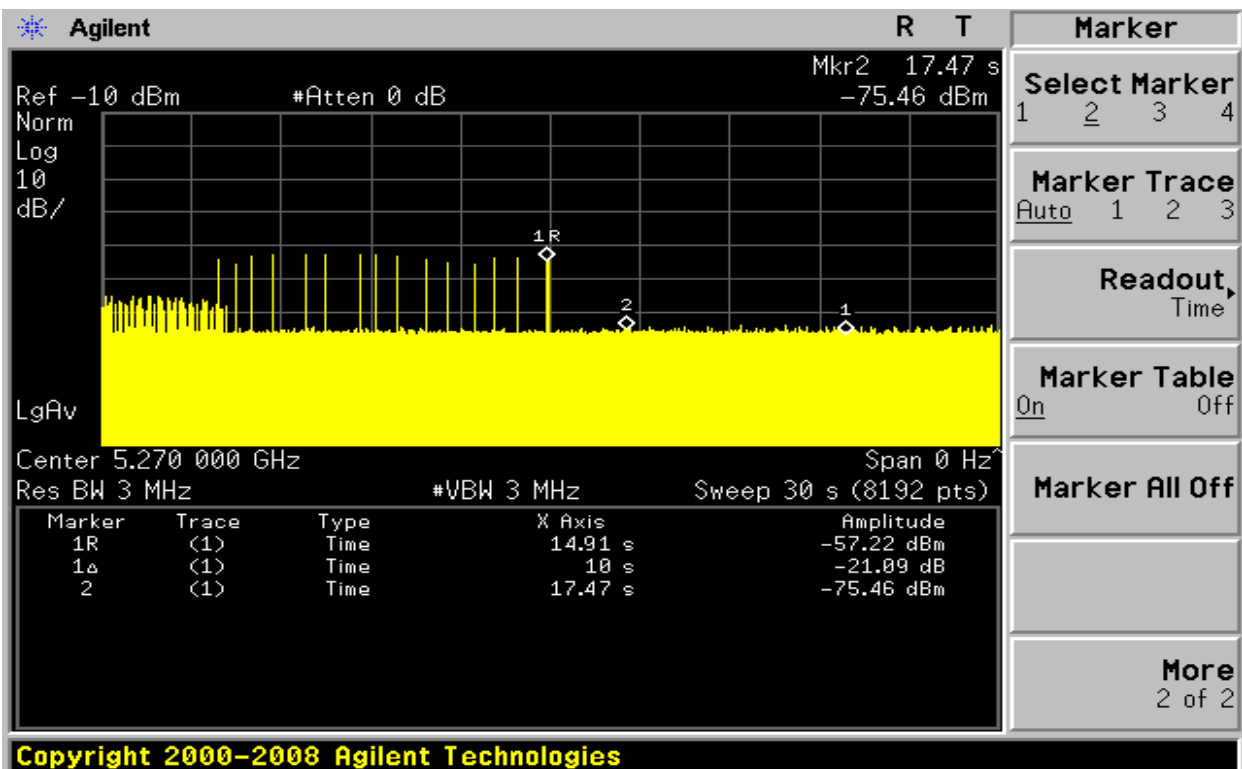 Agilent R T
Mkr2 17.47 s
Ref -10 dBm #Atten 0 dB -75.46 dBm
Norm
Log
10
dB/
1R
2
1
LgAv
Center 5.270 000 GHz Span 0 Hz^
Res BW 3 MHz #VBW 3 MHz Sweep 30 s (8192 pts)
Marker Trace Type X Axis Amplitude
1R (1) Time 14.91 s -57.22 dBm
1Δ (1) Time 10 s -21.09 dB
2 (1) Time 17.47 s -75.46 dBm
Copyright 2000-2008 Agilent Technologies
Marker
Select Marker
1 2 3 4
Marker Trace
Auto 1 2 3
Readout
Time
Marker Table
On Off
Marker All Off
More
2 of 2